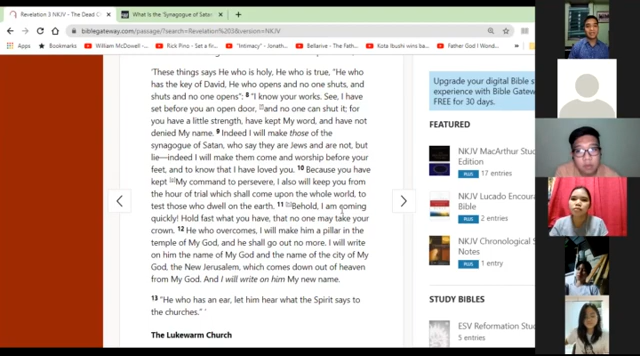 Revelation 3 NKJV - The Dead C
What Is the 'Synagogue of Satan
biblegateway.com/passage/?search=Revelation%203&version=NKJV
Apps
Bookmarks
William McDowell -...
Rick Pino - Set a fire...
"Intimacy" - Jonath...
Bellarive - The Fath...
Kota Ibushi wins ba...
Father God I Wond...
'These things says He who is holy, He who is true, "He who
has the key of David, He who opens and no one shuts, and
shuts and no one opens": 8 "I know your works. See, I have
set before you an open door, and no one can shut it; for
you have a little strength, have kept My word, and have not
denied My name. 9 Indeed I will make those of the
synagogue of Satan, who say they are Jews and are not, but
lie—indeed I will make them come and worship before your
feet, and to know that I have loved you. 10 Because you have
kept My command to persevere, I also will keep you from
the hour of trial which shall come upon the whole world, to
test those who dwell on the earth. 11 Behold, I am coming
quickly! Hold fast what you have, that no one may take your
crown. 12 He who overcomes, I will make him a pillar in the
temple of My God, and he shall go out no more. I will write
on him the name of My God and the name of the city of My
God, the New Jerusalem, which comes down out of heaven
from My God. And I will write on him My new name.
13 "He who has an ear, let him hear what the Spirit says to
the churches." '
The Lukewarm Church
Upgrade your digital Bible s
experience with Bible Gatew
FREE for 30 days.
FEATURED
NKJV MacArthur Stu
Edition
PLUS 17 entries
NKJV Lucado Encour
Bible
PLUS 2 entries
NKJV Chronological S
Notes
PLUS 1 entry
STUDY BIBLES
ESV Reformation Stu
5 entries